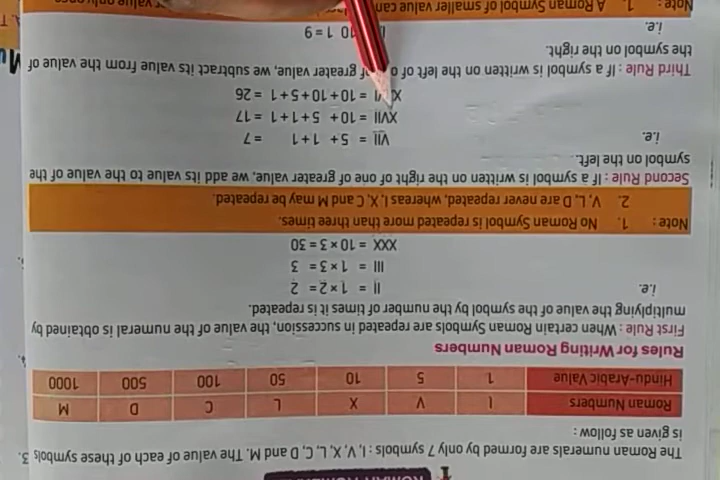 ROMAN
The Roman numerals are formed by only 7 symbols : I, V, X, L, C, D and M. The value of each of these symbols
is given as follow :
Roman Numbers I V X L C D M
Hindu-Arabic Value 1 5 10 50 100 500 1000
Rules for Writing Roman Numbers
First Rule : When certain Roman Symbols are repeated in succession, the value of the numeral is obtained by
multiplying the value of the symbol by the number of times it is repeated.
i.e. II = 1 × 2 = 2
III = 1 × 3 = 3
XXX = 10 × 3 = 30
Note : 1. No Roman Symbol is repeated more than three times.
2. V, L, D are never repeated, whereas I, X, C and M may be repeated.
Second Rule : If a symbol is written on the right of one of greater value, we add its value to the value of the
symbol on the left.
i.e. VII = 5 + 1+1 = 7
XVII = 10 + 5+1+1 = 17
= 10 + 10 + 5 + 1 = 26
Third Rule : If a symbol is written on the left of of greater value, we subtract its value from the value of
the symbol on the right.
i.e. 10 1 = 9
Note : 1. A Roman Symbol of smaller value can value only once
3.
4.